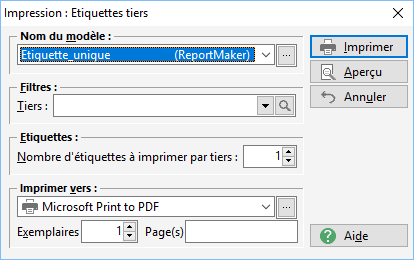 Impression : Etiquettes tiers
Nom du modèle :
Etiquette_unique (ReportMaker)
...
Imprimer
Aperçu
Annuler
Filtres :
Tiers :
Etiquettes :
Nombre d'étiquettes à imprimer par tiers : 1
Imprimer vers :
Microsoft Print to PDF
...
Exemplaires 1 Page(s)
Aide